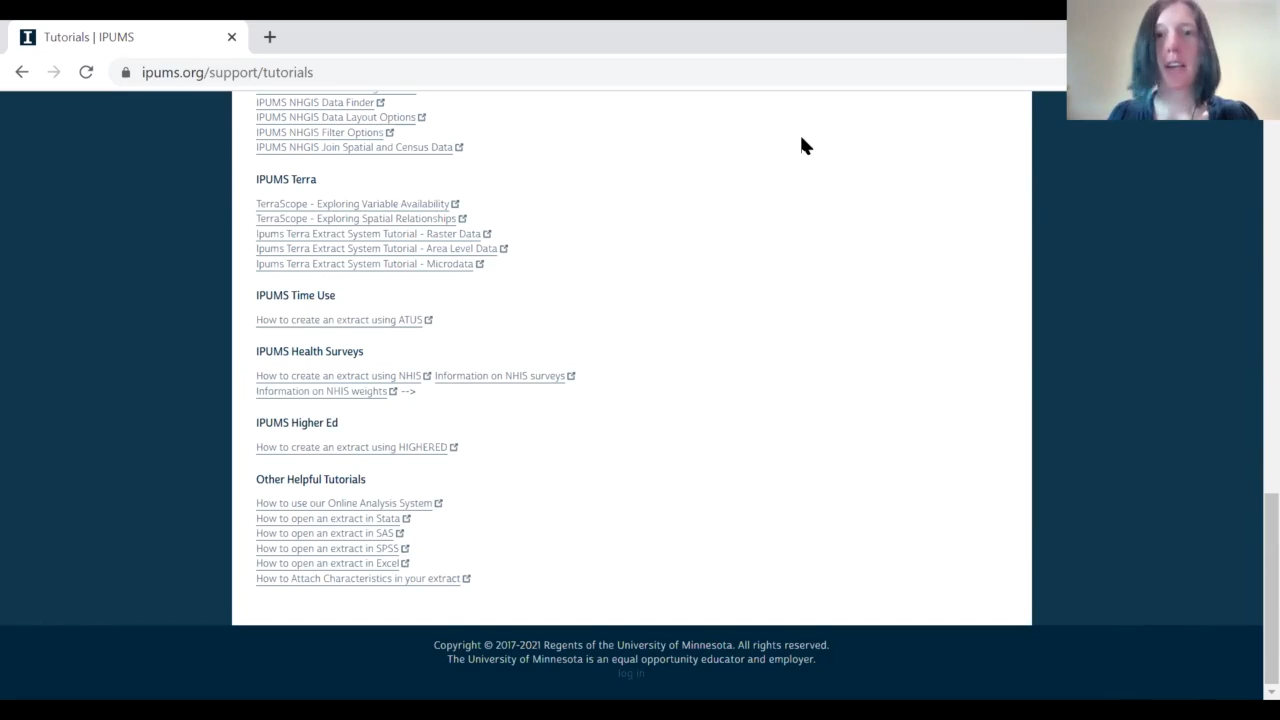 Tutorials | IPUMS
ipums.org/support/tutorials
IPUMS NHGIS Data Finder
IPUMS NHGIS Data Layout Options
IPUMS NHGIS Filter Options
IPUMS NHGIS Join Spatial and Census Data
IPUMS Terra
TerraScope - Exploring Variable Availability
TerraScope - Exploring Spatial Relationships
Ipums Terra Extract System Tutorial - Raster Data
Ipums Terra Extract System Tutorial - Area Level Data
Ipums Terra Extract System Tutorial - Microdata
IPUMS Time Use
How to create an extract using ATUS
IPUMS Health Surveys
How to create an extract using NHIS Information on NHIS surveys
Information on NHIS weights -->
IPUMS Higher Ed
How to create an extract using HIGHERED
Other Helpful Tutorials
How to use our Online Analysis System
How to open an extract in Stata
How to open an extract in SAS
How to open an extract in SPSS
How to open an extract in Excel
How to Attach Characteristics in your extract
Copyright © 2017-2021 Regents of the University of Minnesota. All rights reserved.
The University of Minnesota is an equal opportunity educator and employer.
log in